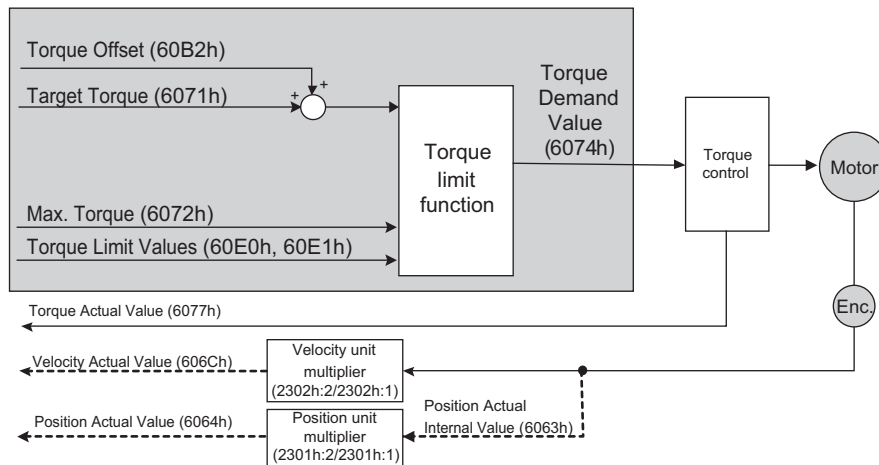 Torque Offset (60B2h)
+
+
Target Torque (6071h)
Torque
Demand
Value
(6074h)
Torque
limit
function
Torque
control
Motor
Max. Torque (6072h)
Torque Limit Values (60E0h, 60E1h)
Enc.
Torque Actual Value (6077h)
Velocity Actual Value (606Ch)
Velocity unit
multiplier
(2302h:2/2302h:1)
Position Actual Value (6064h)
Position unit
multiplier
(2301h:2/2301h:1)
Position Actual
Internal Value (6063h)